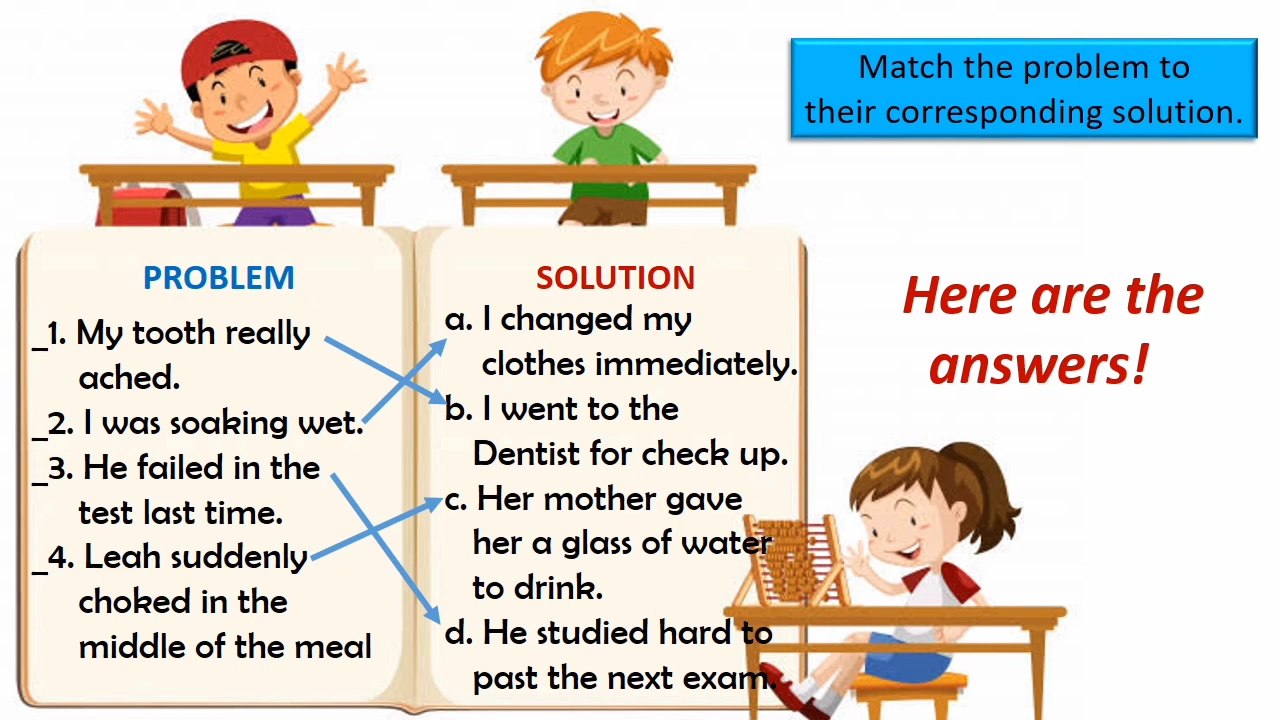 Match the problem to
their corresponding solution.
PROBLEM
_1. My tooth really
ached.
_2. I was soaking wet.
_3. He failed in the
test last time.
_4. Leah suddenly
choked in the
middle of the meal
SOLUTION
a. I changed my
clothes immediately.
b. I went to the
Dentist for check up.
c. Her mother gave
her a glass of water
to drink.
d. He studied hard to
past the next exam.
Here are the
answers!